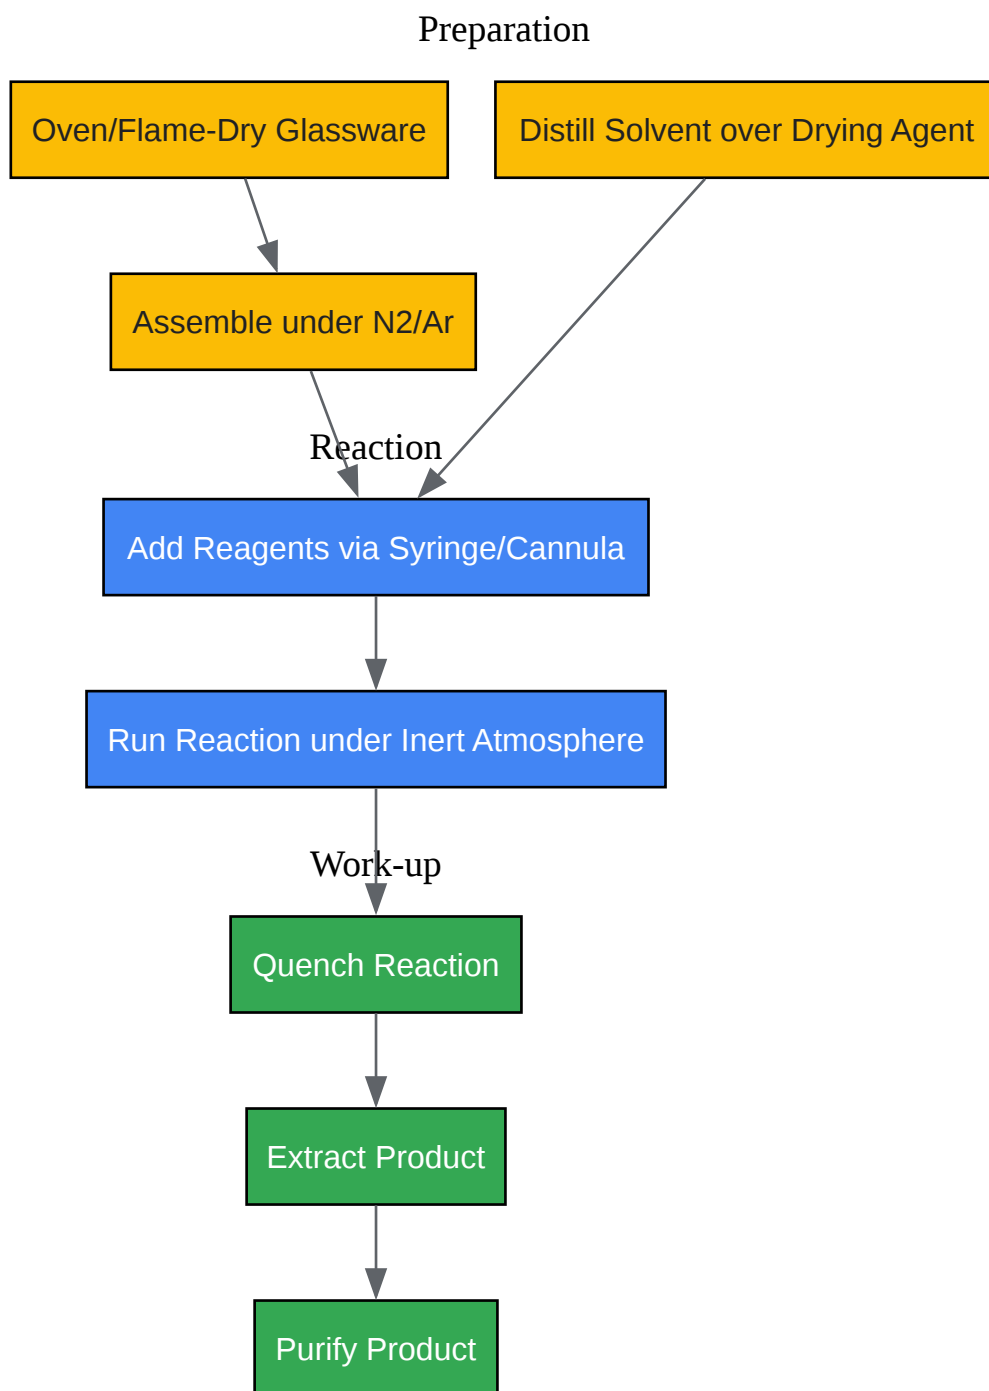 Preparation
Oven/Flame-Dry Glassware
Distill Solvent over Drying Agent
Assemble under N2/Ar
Reaction
Add Reagents via Syringe/Cannula
Run Reaction under Inert Atmosphere
Work-up
Quench Reaction
Extract Product
Purify Product